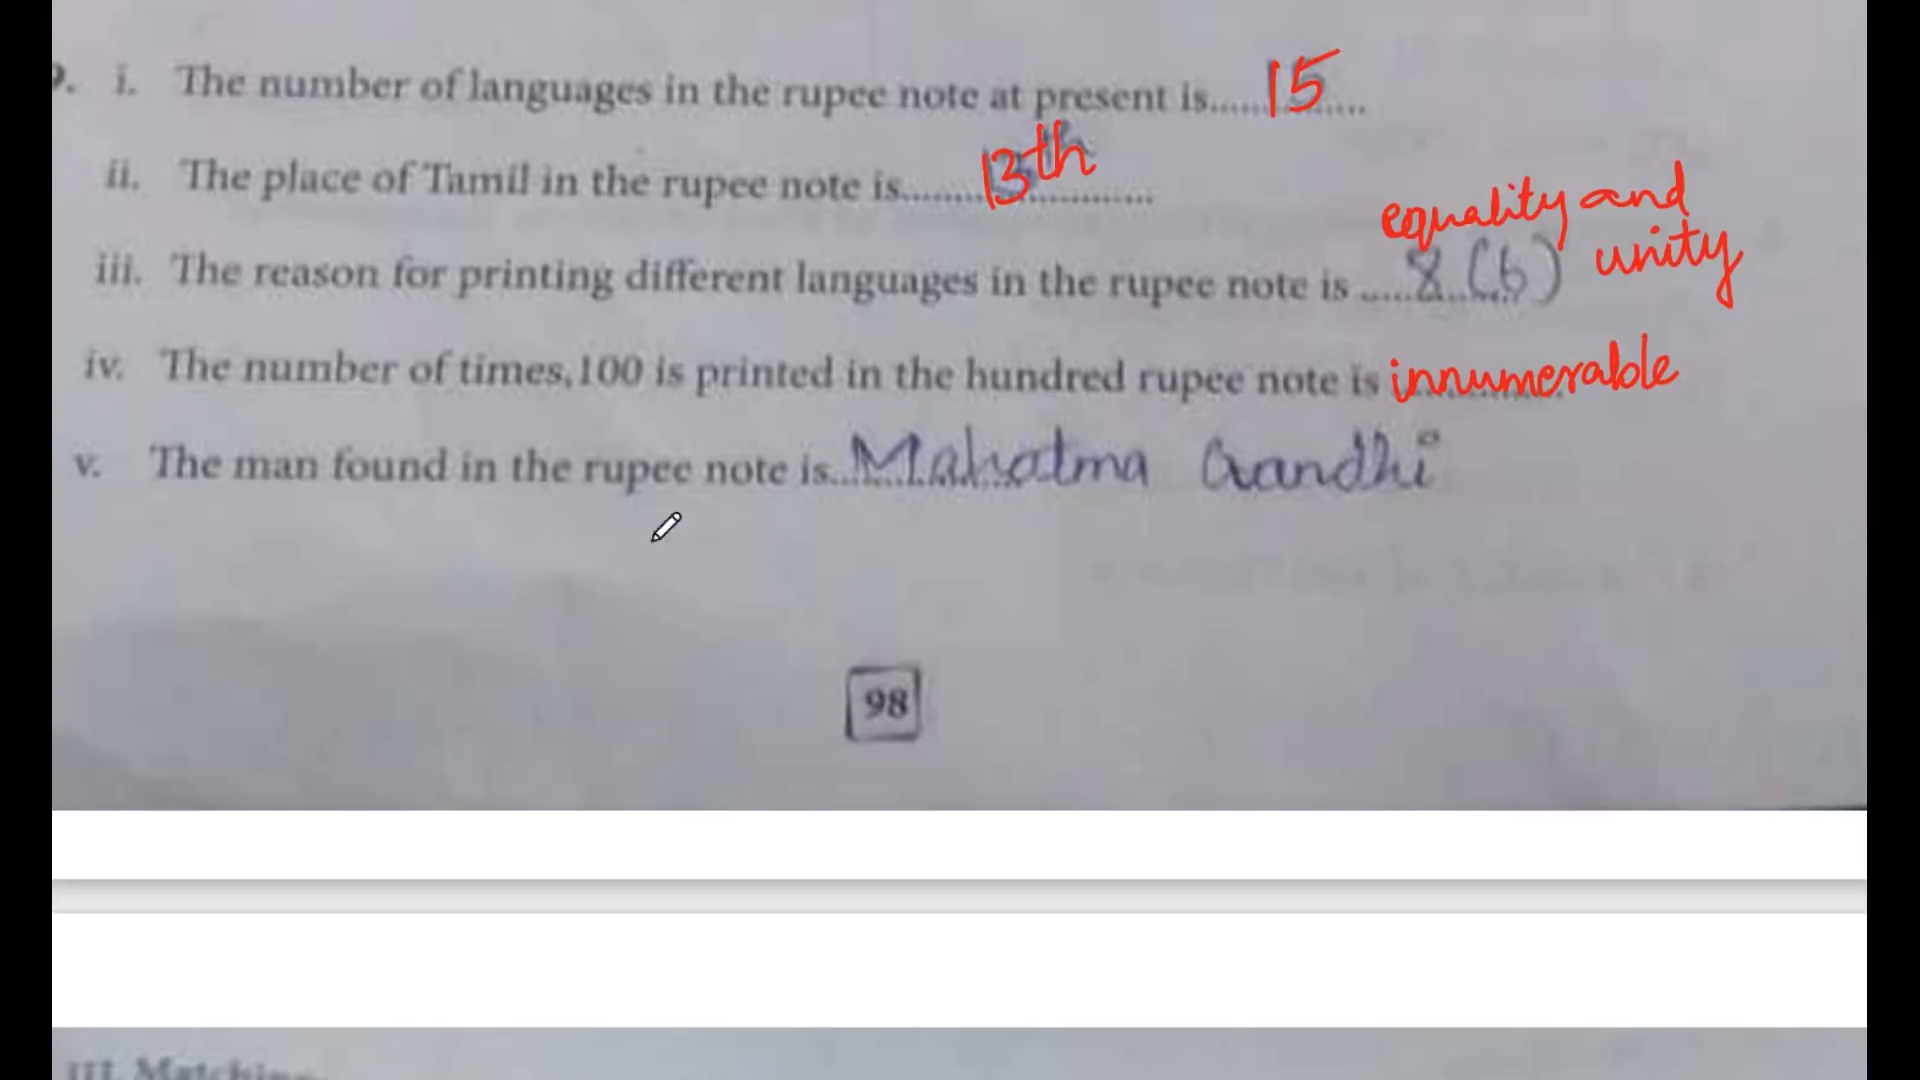 9. i. The number of languages in the rupee note at present is......15....
ii. The place of Tamil in the rupee note is........13th............
equality and
iii. The reason for printing different languages in the rupee note is .....8 (b) unity
iv. The number of times,100 is printed in the hundred rupee note is innumerable
v. The man found in the rupee note is..Mahatma Gandhi
98
III. Matching